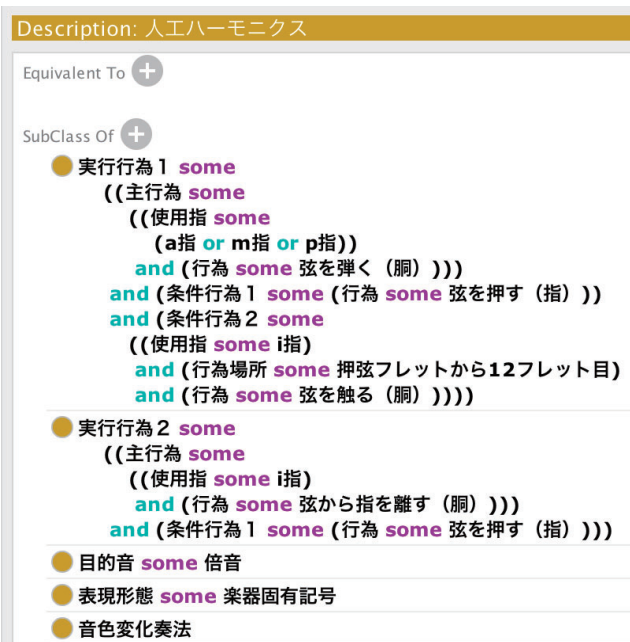 Description: 人工ハーモニクス
Equivalent To
SubClass Of
実行行為１ some
((主行為 some
((使用指 some
(a指 or m指 or p指))
and (行為 some 弦を弾く（胴）)))
and (条件行為１ some (行為 some 弦を押す（指）))
and (条件行為２ some
((使用指 some i指)
and (行為場所 some 押弦フレットから12フレット目)
and (行為 some 弦を触る（胴）))))
実行行為２ some
((主行為 some
((使用指 some i指)
and (行為 some 弦から指を離す（胴）)))
and (条件行為１ some (行為 some 弦を押す（指）)))
目的音 some 倍音
表現形態 some 楽器固有記号
音色変化奏法